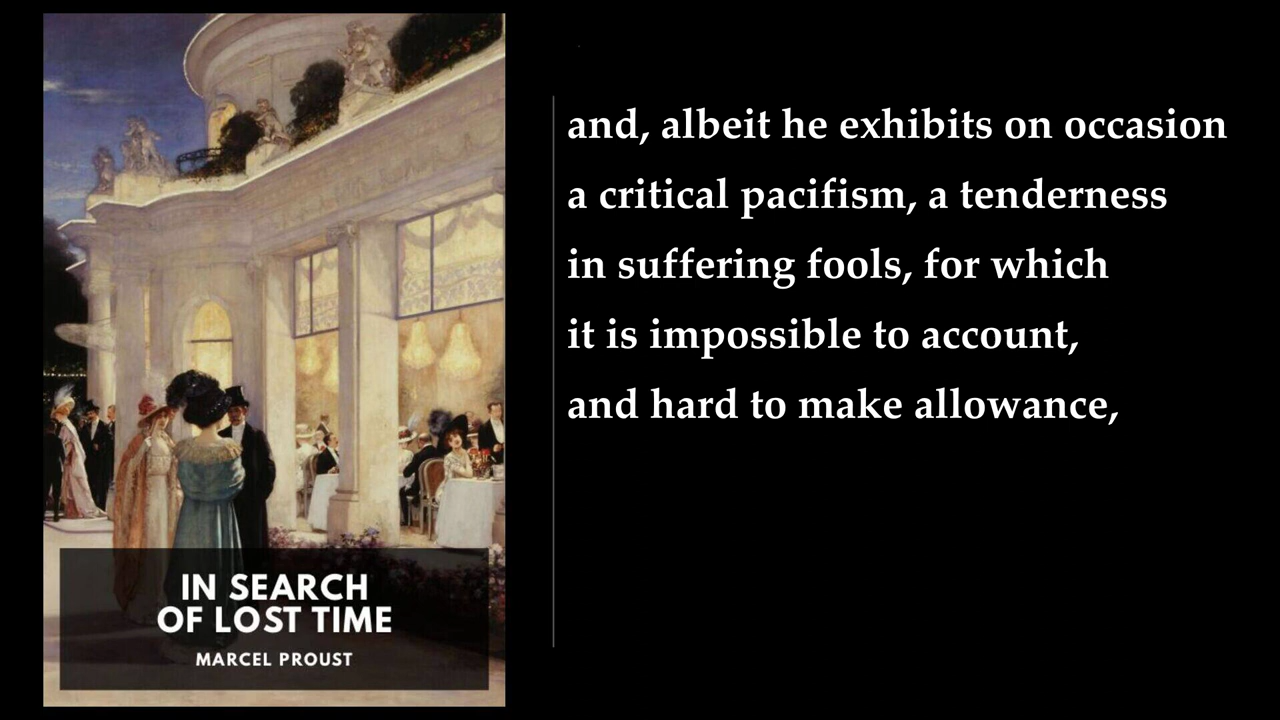 IN SEARCH
OF LOST TIME
MARCEL PROUST
and, albeit he exhibits on occasion
a critical pacifism, a tenderness
in suffering fools, for which
it is impossible to account,
and hard to make allowance,